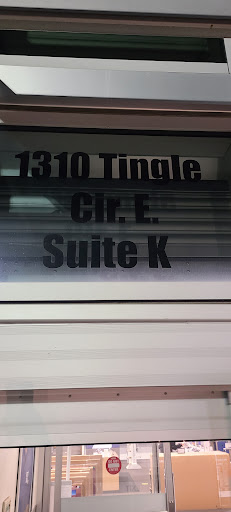 1310 Tingle
Cir. E.
Suite K